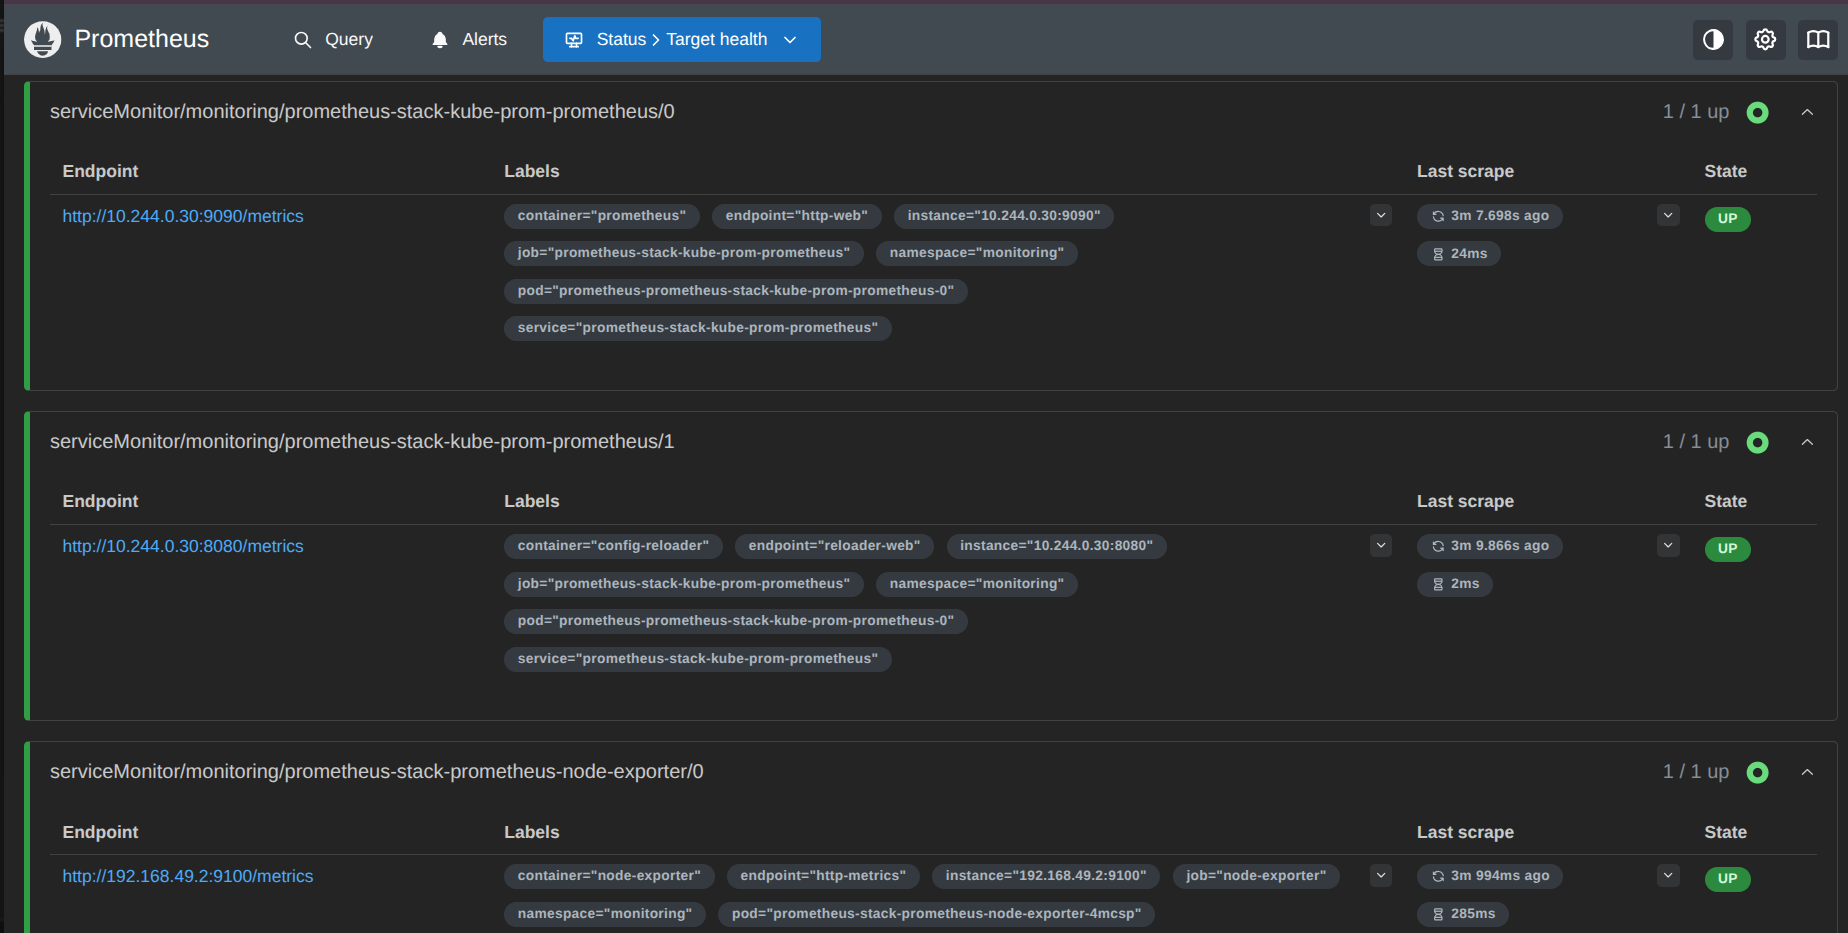 Prometheus Query Alerts Status > Target health
serviceMonitor/monitoring/prometheus-stack-kube-prom-prometheus/0 1 / 1 up
Endpoint Labels Last scrape State
http://10.244.0.30:9090/metrics container="prometheus" endpoint="http-web" instance="10.244.0.30:9090" 3m 7.698s ago UP
job="prometheus-stack-kube-prom-prometheus" namespace="monitoring" 24ms
pod="prometheus-prometheus-stack-kube-prom-prometheus-0"
service="prometheus-stack-kube-prom-prometheus"
serviceMonitor/monitoring/prometheus-stack-kube-prom-prometheus/1 1 / 1 up
Endpoint Labels Last scrape State
http://10.244.0.30:8080/metrics container="config-reloader" endpoint="reloader-web" instance="10.244.0.30:8080" 3m 9.866s ago UP
job="prometheus-stack-kube-prom-prometheus" namespace="monitoring" 2ms
pod="prometheus-prometheus-stack-kube-prom-prometheus-0"
service="prometheus-stack-kube-prom-prometheus"
serviceMonitor/monitoring/prometheus-stack-prometheus-node-exporter/0 1 / 1 up
Endpoint Labels Last scrape State
http://192.168.49.2:9100/metrics container="node-exporter" endpoint="http-metrics" instance="192.168.49.2:9100" job="node-exporter" 3m 994ms ago UP
namespace="monitoring" pod="prometheus-stack-prometheus-node-exporter-4mcsp" 285ms